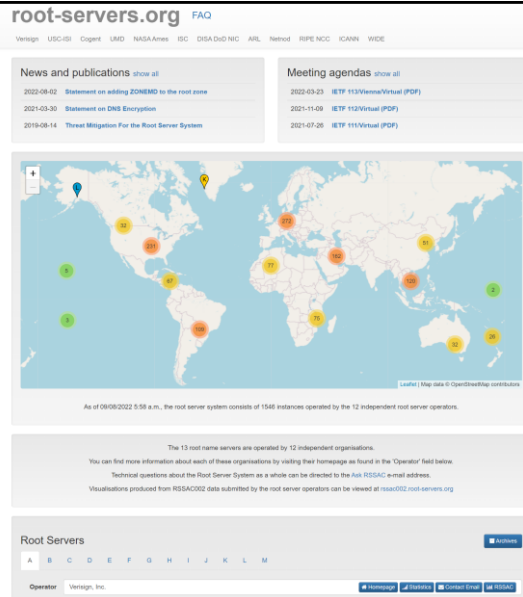 root-servers.org FAQ
Verisign USC-ISI Cogent UMD NASA Ames ISC DISA DoD NIC ARL Netnod RIPE NCC ICANN WIDE
News and publications show all
2022-08-02 Statement on adding ZONEMD to the root zone
2021-03-30 Statement on DNS Encryption
2019-08-14 Threat Mitigation For the Root Server System
Meeting agendas show all
2022-03-23 IETF 113/Vienna/Virtual (PDF)
2021-11-08 IETF 112/Virtual (PDF)
2021-07-26 IETF 111/Virtual (PDF)
+
−
L
K
32
231
272
162
91
5
67
77
120
2
3
75
52
26
Leaflet | Map data © OpenStreetMap contributors
As of 09/08/2022 5:58 a.m., the root server system consists of 1546 instances operated by the 12 independent root server operators.
The 13 root name servers are operated by 12 independent organisations.
You can find more information about each of these organisations by visiting their homepage as found in the 'Operator' field below.
Technical questions about the Root Server System as a whole can be directed to the Ask RSSAC e-mail address.
Visualisations produced from RSSAC002 data submitted by the root server operators can be viewed at rssac002.root-servers.org
Root Servers
Archives
A B C D E F G H I J K L M
Operator Verisign, Inc.
Homepage Statistics Contact Email RSSAC